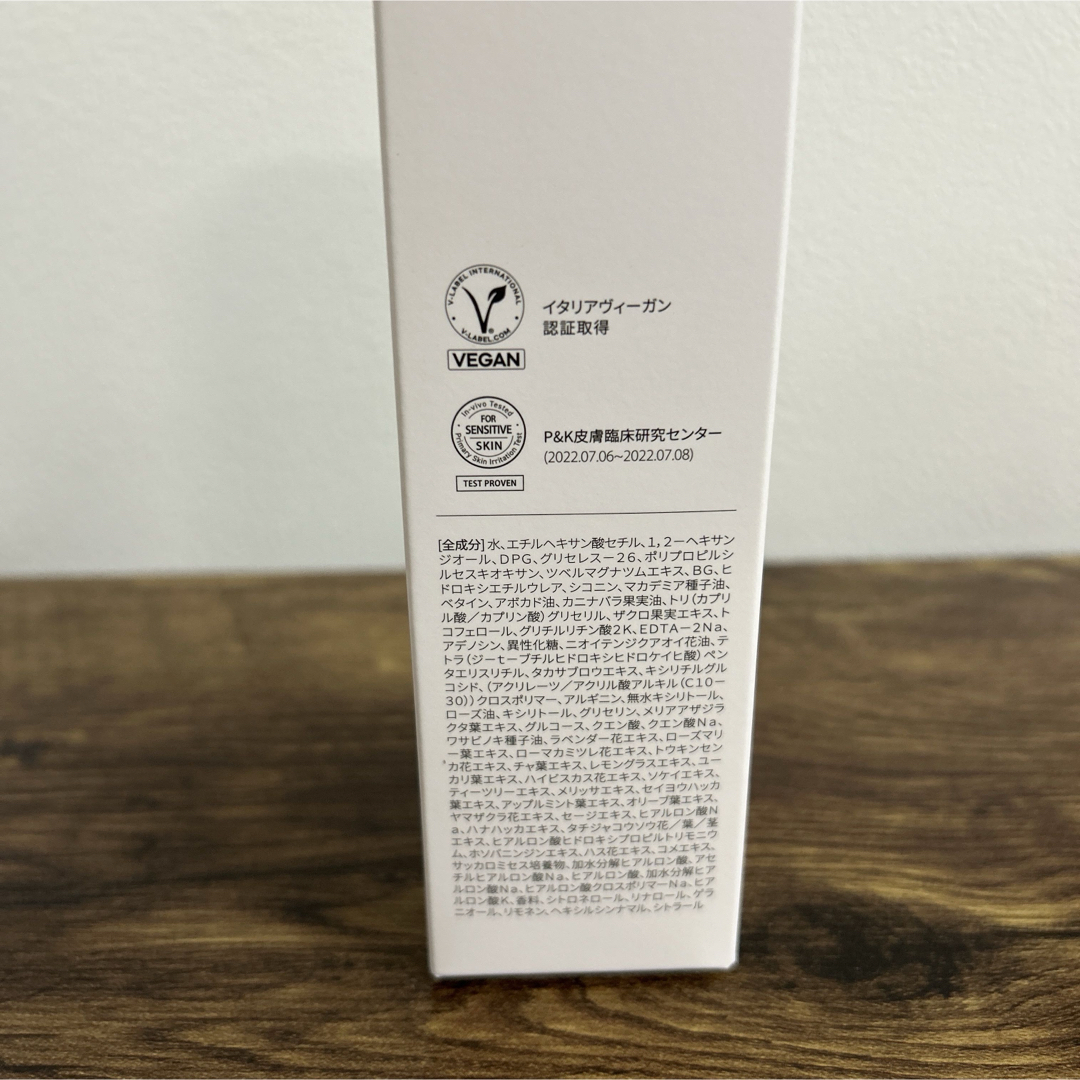 V-LABEL INTERNATIONAL
V-LABEL.COM
VEGAN
イタリアヴィーガン
認証取得
In-vivo Tested
FOR
SENSITIVE
SKIN
Primary Skin Irritation Test
TEST PROVEN
P&K皮膚臨床研究センター
(2022.07.06~2022.07.08)
[全成分]水、エチルヘキサン酸セチル、1,2−ヘキサン
ジオール、DPG、グリセレス−26、ポリプロピルシ
ルセスキオキサン、ツベルマグナツムエキス、BG、ヒ
ドロキシエチルウレア、シコニン、マカデミア種子油、
ベタイン、アボカド油、カニナバラ果実油、トリ(カプリ
ル酸/カプリン酸)グリセリル、ザクロ果実エキス、ト
コフェロール、グリチルリチン酸2K、EDTA−2Na、
アデノシン、異性化糖、ニオイテンジクアオイ花油、テ
トラ(ジーtーブチルヒドロキシヒドロケイヒ酸)ペン
タエリスリチル、タカサブロウエキス、キシリチルグル
コシド、(アクリレーツ/アクリル酸アルキル(C10−
30))クロスポリマー、アルギニン、無水キシリトール、
ローズ油、キシリトール、グリセリン、メリアアザジラ
クタ葉エキス、グルコース、クエン酸、クエン酸Na、
ワサビノキ種子油、ラベンダー花エキス、ローズマリ
ー葉エキス、ローマカミツレ花エキス、トウキンセン
カ花エキス、チャ葉エキス、レモングラスエキス、ユー
カリ葉エキス、ハイビスカス花エキス、ソケイエキス、
ティーツリーエキス、メリッサエキス、セイヨウハッカ
葉エキス、アップルミント葉エキス、オリーブ葉エキス、
ヤマザクラ花エキス、セージエキス、ヒアルロン酸N
a、ハナハッカエキス、タチジャコウソウ花/葉/茎
エキス、ヒアルロン酸ヒドロキシプロピルトリモニウ
ム、ホソバニンジンエキス、ハス花エキス、コメエキス、
サッカロミセス培養物、加水分解ヒアルロン酸、アセ
チルヒアルロン酸Na、ヒアルロン酸、加水分解ヒア
ルロン酸Na、ヒアルロン酸クロスポリマーNa、ヒア
ルロン酸K、香料、シトロネロール、リナロール、ゲラ
ニオール、リモネン、ヘキシルシンナマル、シトラール